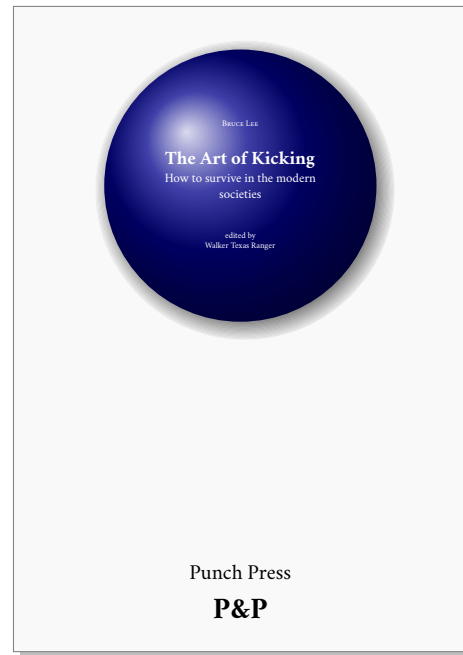 Bruce Lee
The Art of Kicking
How to survive in the modern
societies
edited by
Walker Texas Ranger
Punch Press
P&P